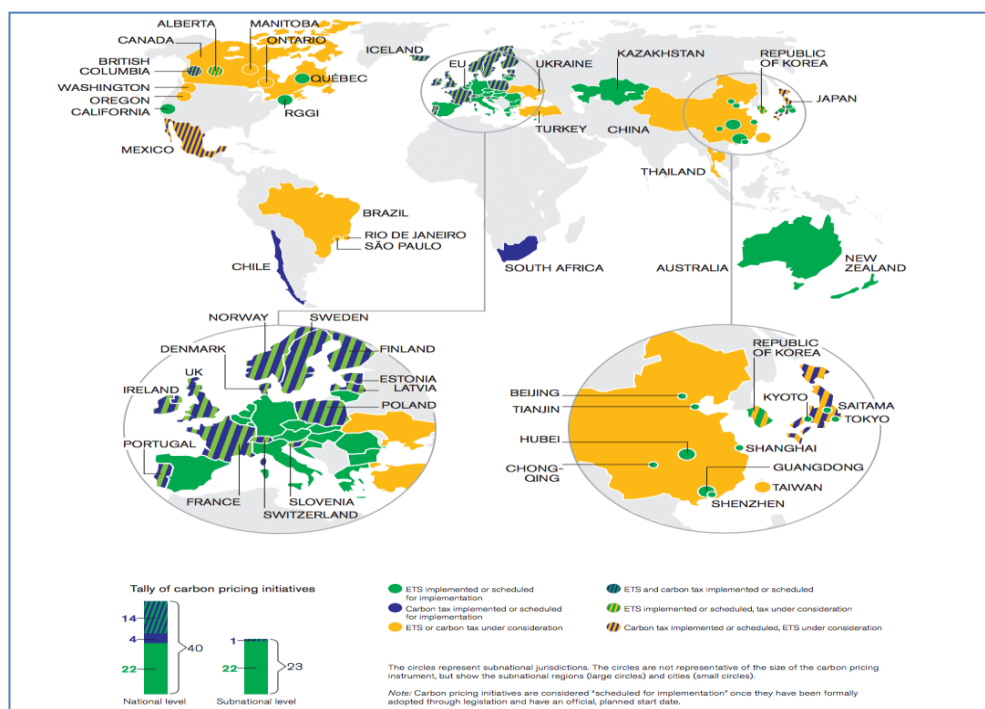 ALBERTA
MANITOBA
CANADA
ONTARIO
BRITISH
COLUMBIA
QUÉBEC
WASHINGTON
OREGON
CALIFORNIA
RGGI
MEXICO
ICELAND
EU
UKRAINE
TURKEY
KAZAKHSTAN
REPUBLIC
OF KOREA
JAPAN
CHINA
THAILAND
BRAZIL
RIO DE JANEIRO
SÃO PAULO
CHILE
SOUTH AFRICA
AUSTRALIA
NEW
ZEALAND
NORWAY
SWEDEN
DENMARK
FINLAND
UK
IRELAND
ESTONIA
LATVIA
POLAND
PORTUGAL
FRANCE
SLOVENIA
SWITZERLAND
REPUBLIC
OF KOREA
BEIJING
TIANJIN
KYOTO
SAITAMA
TOKYO
HUBEI
SHANGHAI
CHONG-
QING
GUANGDONG
TAIWAN
SHENZHEN
Tally of carbon pricing initiatives
14
4
22
40
National level
1
22
23
Subnational level
ETS implemented or scheduled
for implementation
Carbon tax implemented or scheduled
for implementation
ETS or carbon tax under consideration
ETS and carbon tax implemented or scheduled
ETS implemented or scheduled, tax under consideration
Carbon tax implemented or scheduled, ETS under consideration
The circles represent subnational jurisdictions. The circles are not representative of the size of the carbon pricing
instrument, but show the subnational regions (large circles) and cities (small circles).
Note: Carbon pricing initiatives are considered "scheduled for implementation" once they have been formally
adopted through legislation and have an official, planned start date.